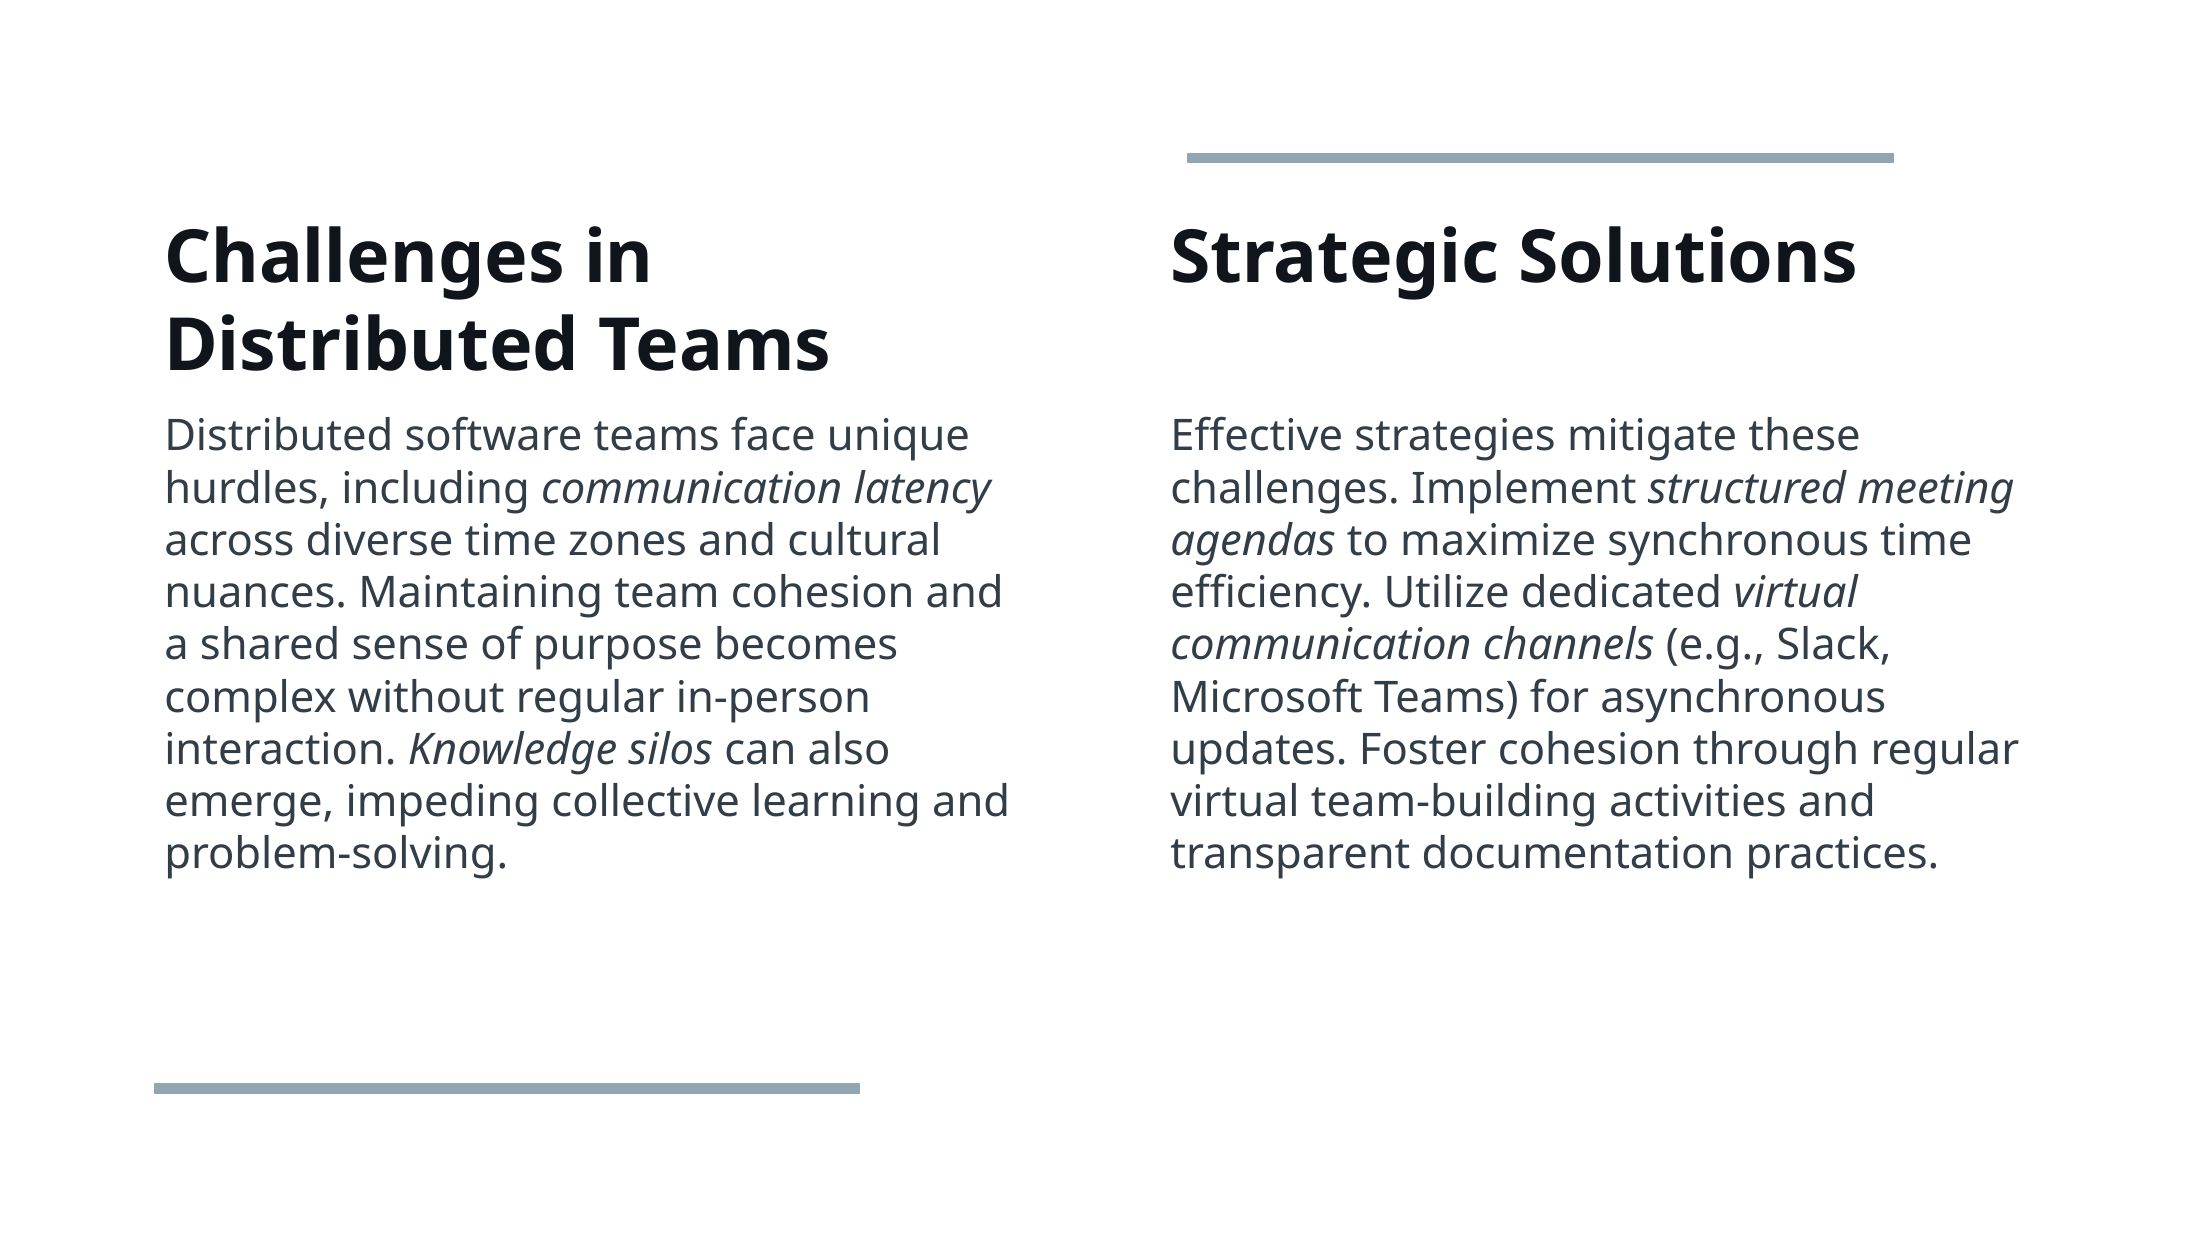 Challenges in
Distributed Teams
Distributed software teams face unique
hurdles, including communication latency
across diverse time zones and cultural
nuances. Maintaining team cohesion and
a shared sense of purpose becomes
complex without regular in-person
interaction. Knowledge silos can also
emerge, impeding collective learning and
problem-solving.
Strategic Solutions
Effective strategies mitigate these
challenges. Implement structured meeting
agendas to maximize synchronous time
efficiency. Utilize dedicated virtual
communication channels (e.g., Slack,
Microsoft Teams) for asynchronous
updates. Foster cohesion through regular
virtual team-building activities and
transparent documentation practices.